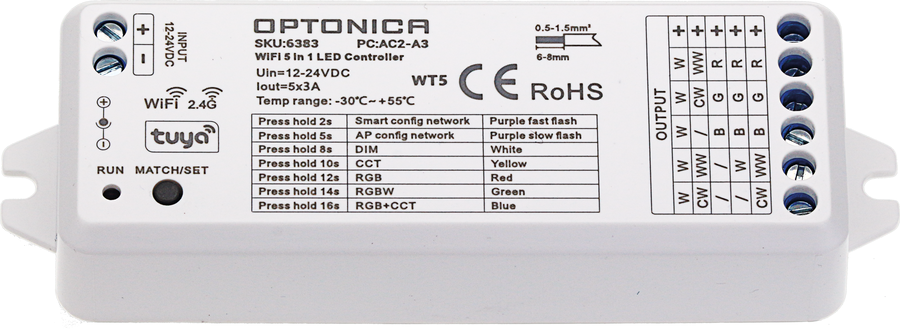 OPTONICA
SKU:6383 PC:AC2-A3
WiFi 5 in 1 LED Controller
Uin=12-24VDC
Iout=5x3A
Temp range: -30℃~+55℃
WT5 CE RoHS
0.5-1.5mm²
6-8mm
+
-
INPUT
12-24VDC
WiFi 2.4G
tuya
RUN MATCH/SET
Press hold 2s Smart config network Purple fast flash
Press hold 5s AP config network Purple slow flash
Press hold 8s DIM White
Press hold 10s CCT Yellow
Press hold 12s RGB Red
Press hold 14s RGBW Green
Press hold 16s RGB+CCT Blue
OUTPUT
+ + + + +
W WW R R R
W CW G G G
W / B B B
W WW / W WW
W CW / / CW